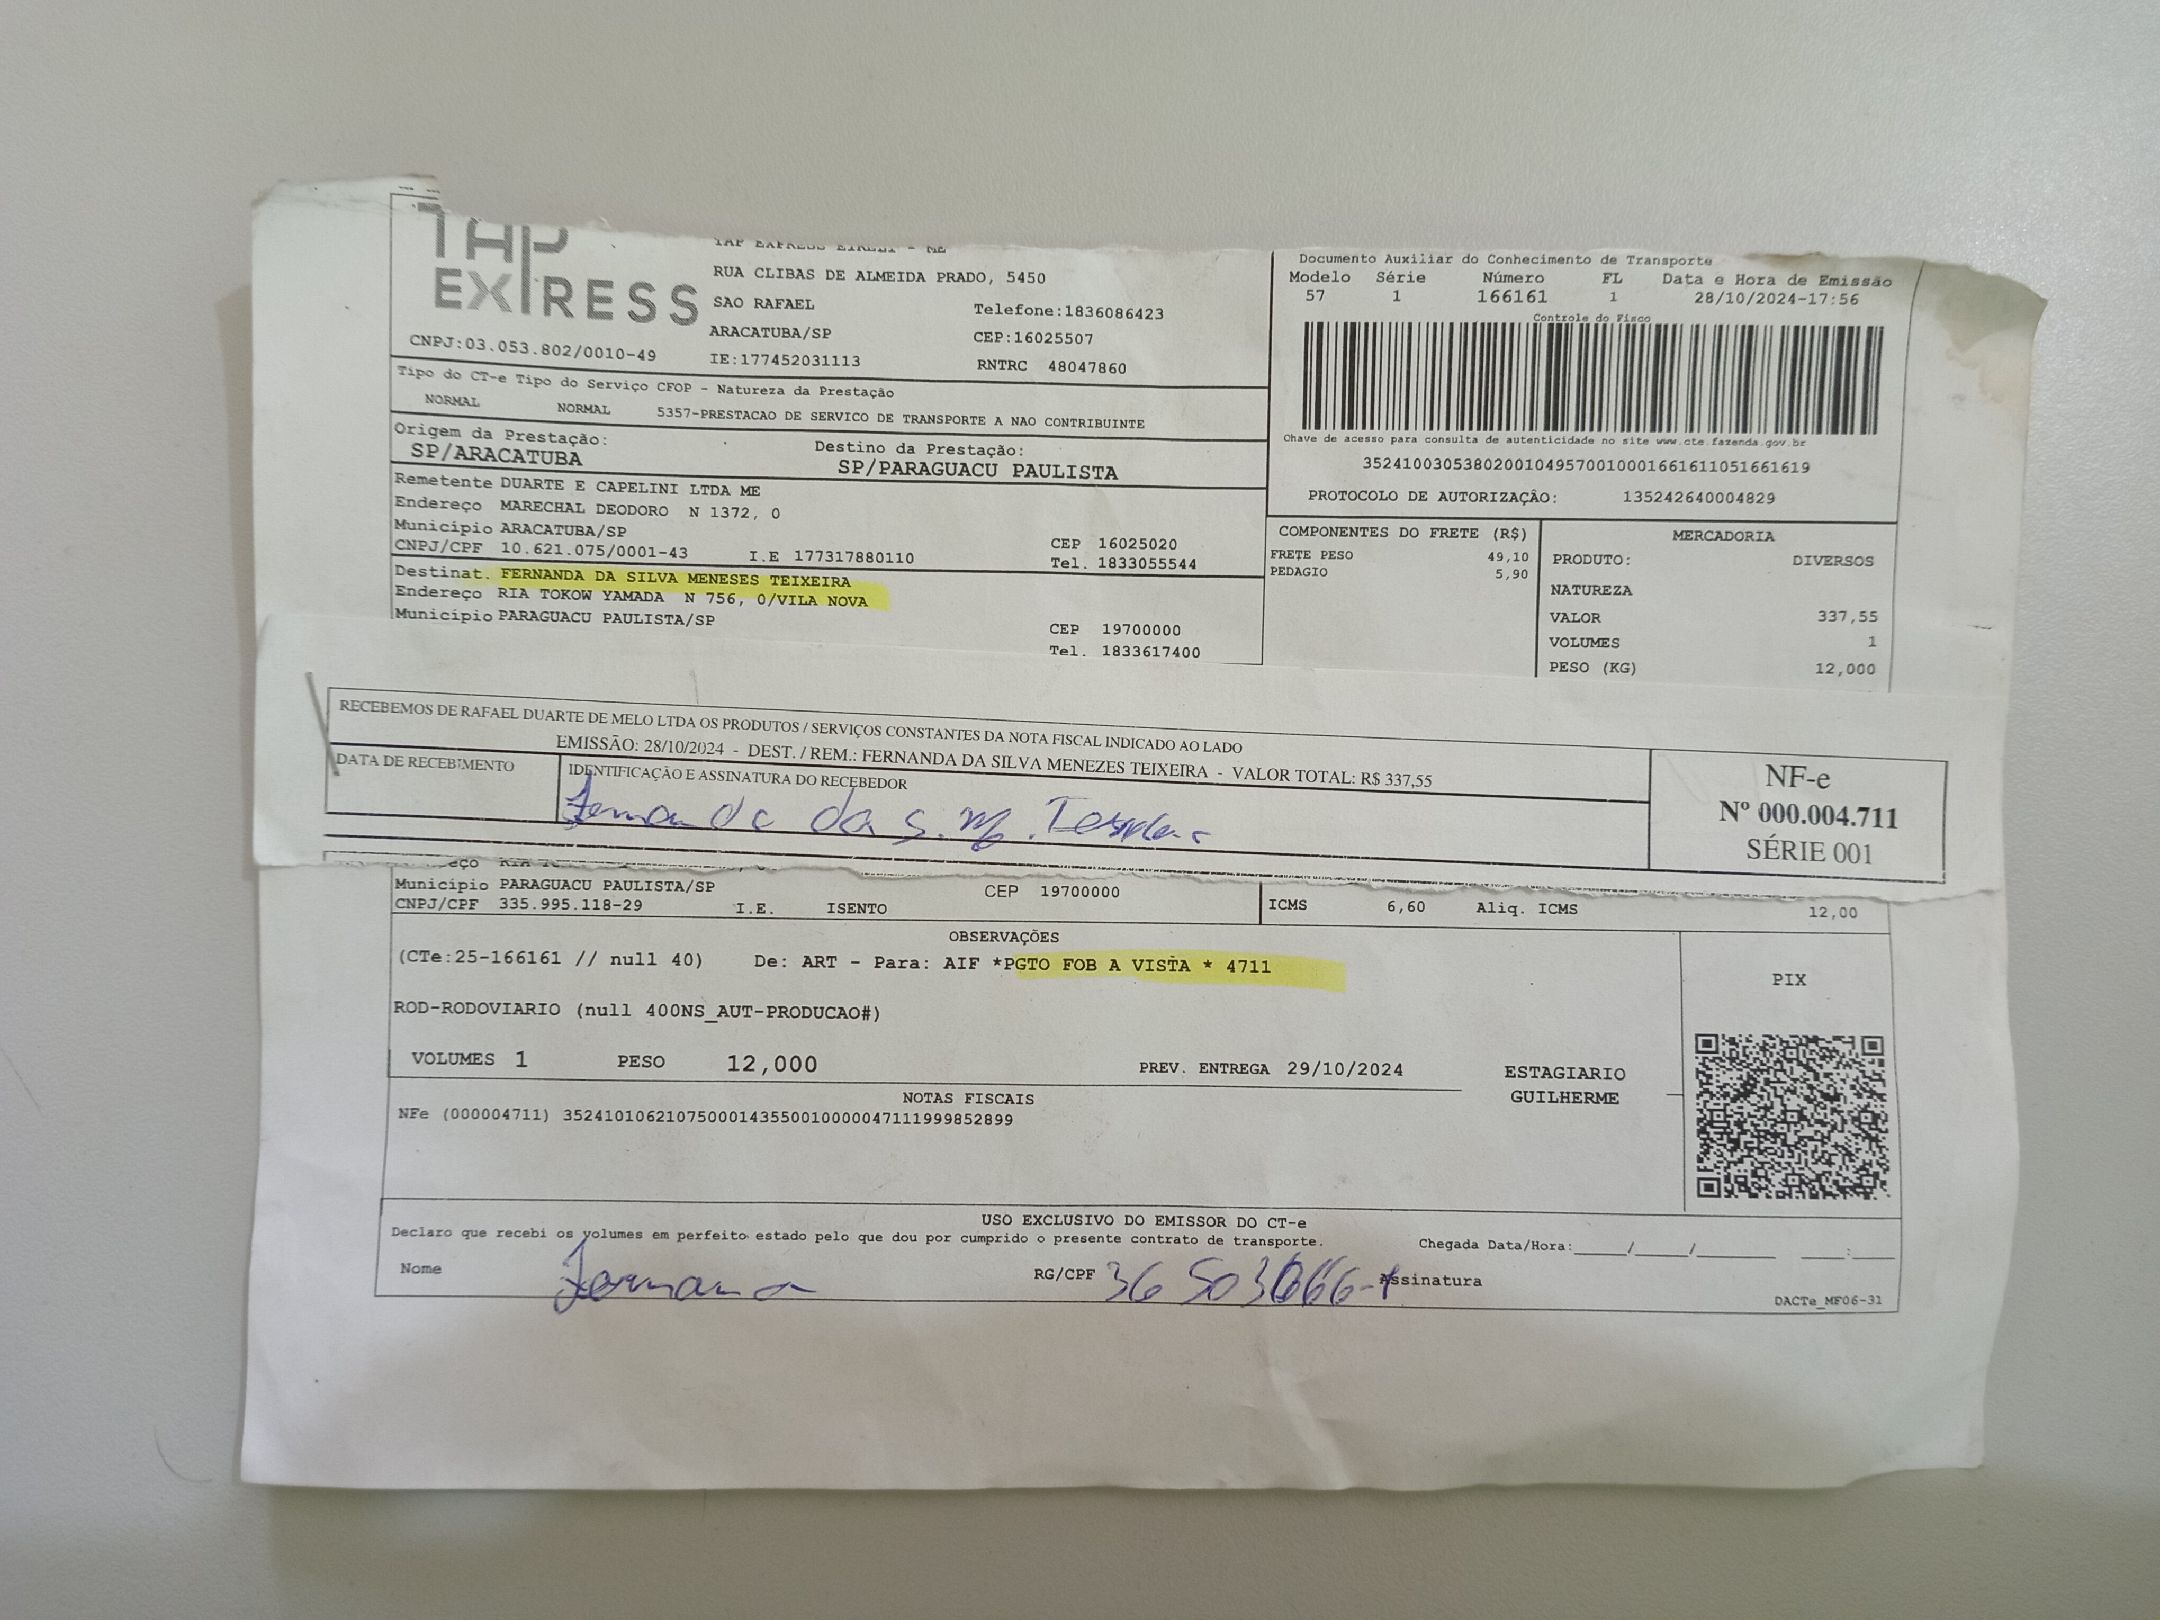 TAP EXPRESS
TAP EXPRESS EIRELI - ME
RUA CLIBAS DE ALMEIDA PRADO, 5450
SAO RAFAEL Telefone:1836086423
ARACATUBA/SP CEP:16025507
CNPJ:03.053.802/0010-49 IE:177452031113 RNTRC 48047860
Documento Auxiliar do Conhecimento de Transporte
Modelo Série Número FL Data e Hora de Emissão
57 1 166161 1 28/10/2024-17:56
Controle do Fisco
Chave de acesso para consulta de autenticidade no site www.cte.fazenda.gov.br
35241003053802001049570010001661611051661619
PROTOCOLO DE AUTORIZAÇÃO: 135242640004829
Tipo do CT-e Tipo do Serviço CFOP - Natureza da Prestação
NORMAL NORMAL 5357-PRESTACAO DE SERVICO DE TRANSPORTE A NAO CONTRIBUINTE
Origem da Prestação: Destino da Prestação:
SP/ARACATUBA SP/PARAGUACU PAULISTA
Remetente DUARTE E CAPELINI LTDA ME
Endereço MARECHAL DEODORO N 1372, 0
Município ARACATUBA/SP CEP 16025020
CNPJ/CPF 10.621.075/0001-43 I.E 177317880110 Tel. 1833055544
Destinat. FERNANDA DA SILVA MENESES TEIXEIRA
Endereço RIA TOKOW YAMADA N 756, 0/VILA NOVA
Município PARAGUACU PAULISTA/SP CEP 19700000
Tel. 1833617400
COMPONENTES DO FRETE (R$)
FRETE PESO 49,10
PEDAGIO 5,90
MERCADORIA
PRODUTO: DIVERSOS
NATUREZA
VALOR 337,55
VOLUMES 1
PESO (KG) 12,000
RECEBEMOS DE RAFAEL DUARTE DE MELO LTDA OS PRODUTOS / SERVIÇOS CONSTANTES DA NOTA FISCAL INDICADO AO LADO
EMISSÃO: 28/10/2024 - DEST. / REM.: FERNANDA DA SILVA MENEZES TEIXEIRA - VALOR TOTAL: R$ 337,55
DATA DE RECEBIMENTO IDENTIFICAÇÃO E ASSINATURA DO RECEBEDOR
Fernanda da S. M. Teixeira
NF-e
Nº 000.004.711
SÉRIE 001
Município PARAGUACU PAULISTA/SP CEP 19700000
CNPJ/CPF 335.995.118-29 I.E. ISENTO
ICMS 6,60 Aliq. ICMS 12,00
OBSERVAÇÕES
(CTe:25-166161 // null 40) De: ART - Para: AIF *PGTO FOB A VISTA * 4711
ROD-RODOVIARIO (null 400NS_AUT-PRODUCAO#)
VOLUMES 1 PESO 12,000 PREV. ENTREGA 29/10/2024
ESTAGIARIO
GUILHERME
PIX
NOTAS FISCAIS
NFe (000004711) 35241010621075000143550010000047111999852899
USO EXCLUSIVO DO EMISSOR DO CT-e
Declaro que recebi os volumes em perfeito estado pelo que dou por cumprido o presente contrato de transporte. Chegada Data/Hora:____/____/______ ____:____
Nome RG/CPF Assinatura
DACTe_MF06-31